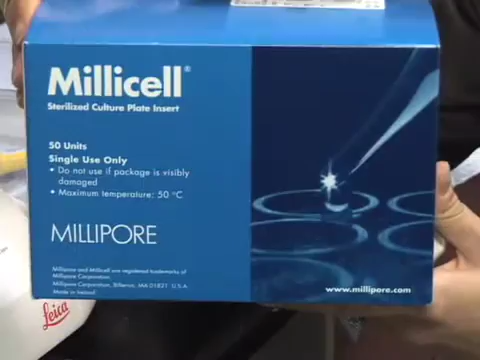 Millicell®
Sterilized Culture Plate Insert
50 Units
Single Use Only
• Do not use if package is visibly
damaged
• Maximum temperature: 50 °C
MILLIPORE
Millipore and Millicell are registered trademarks of
Millipore Corporation.
Millipore Corporation, Billerica, MA 01821 U.S.A.
Made in Ireland
www.millipore.com
Leica